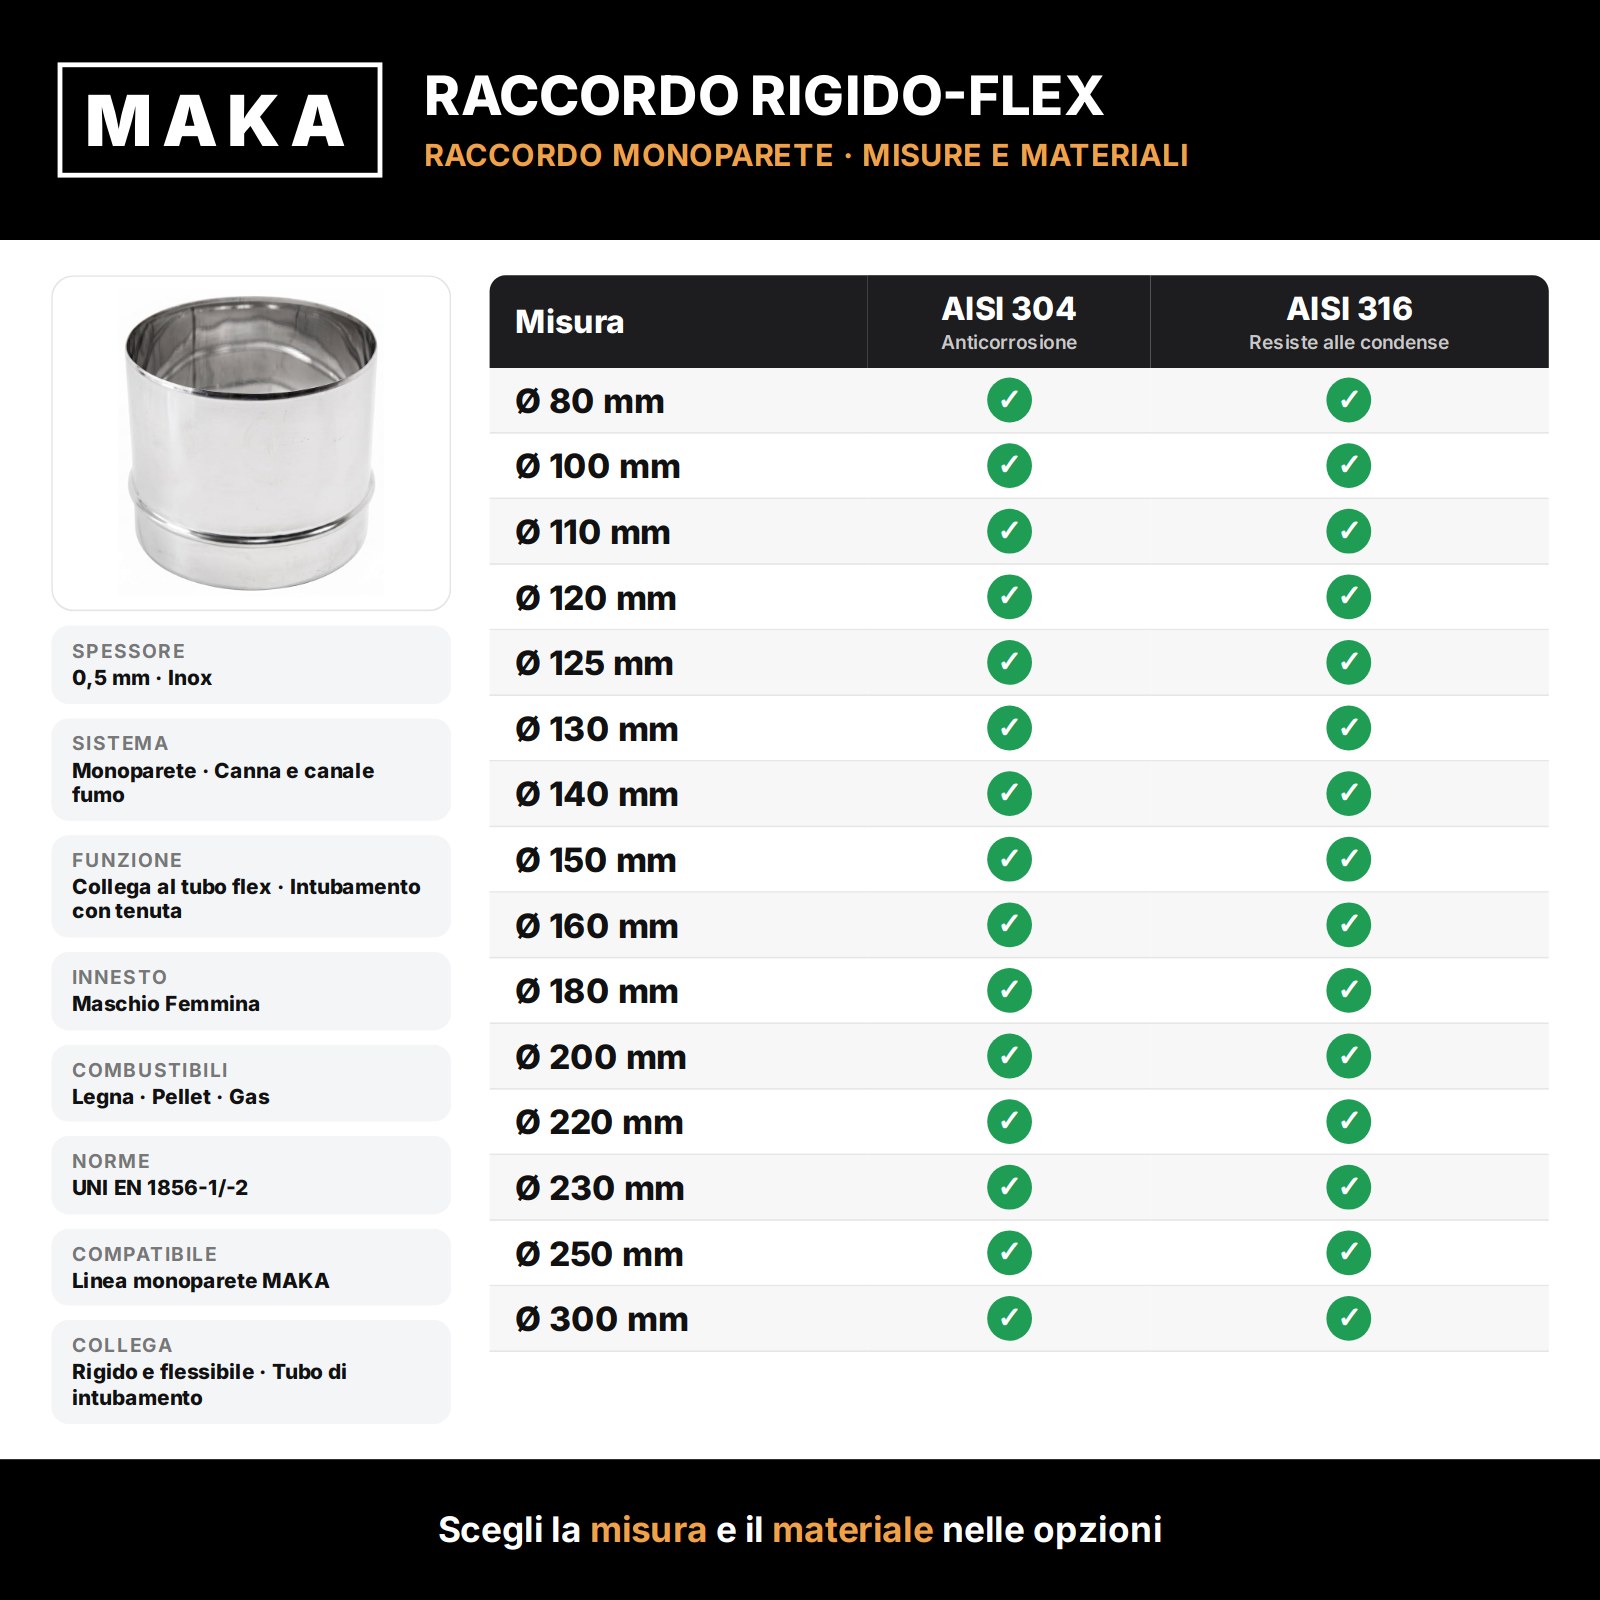 MAKA
RACCORDO RIGIDO-FLEX
RACCORDO MONOPARETE · MISURE E MATERIALI
SPESSORE
0,5 mm · Inox
SISTEMA
Monoparete · Canna e canale
fumo
FUNZIONE
Collega al tubo flex · Intubamento
con tenuta
INNESTO
Maschio Femmina
COMBUSTIBILI
Legna · Pellet · Gas
NORME
UNI EN 1856-1/-2
COMPATIBILE
Linea monoparete MAKA
COLLEGA
Rigido e flessibile · Tubo di
intubamento
Misura
AISI 304
Anticorrosione
AISI 316
Resiste alle condense
Ø 80 mm ✓ ✓
Ø 100 mm ✓ ✓
Ø 110 mm ✓ ✓
Ø 120 mm ✓ ✓
Ø 125 mm ✓ ✓
Ø 130 mm ✓ ✓
Ø 140 mm ✓ ✓
Ø 150 mm ✓ ✓
Ø 160 mm ✓ ✓
Ø 180 mm ✓ ✓
Ø 200 mm ✓ ✓
Ø 220 mm ✓ ✓
Ø 230 mm ✓ ✓
Ø 250 mm ✓ ✓
Ø 300 mm ✓ ✓
Scegli la misura e il materiale nelle opzioni